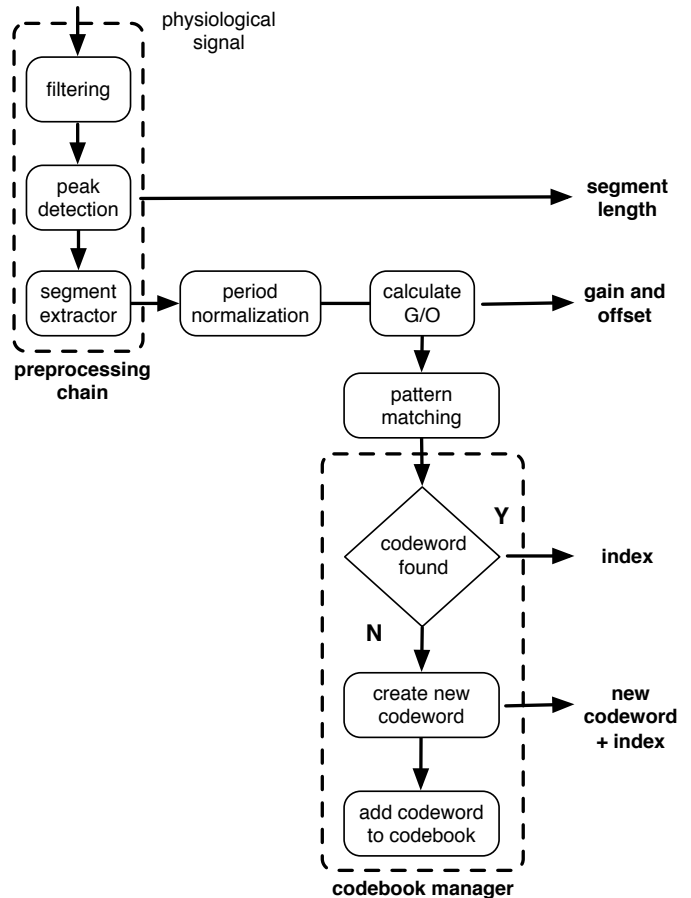 physiological
signal
filtering
peak
detection
segment
length
segment
extractor
period
normalization
calculate
G/O
gain and
offset
preprocessing
chain
pattern
matching
Y
codeword
found
index
N
create new
codeword
new
codeword
+ index
add codeword
to codebook
codebook manager